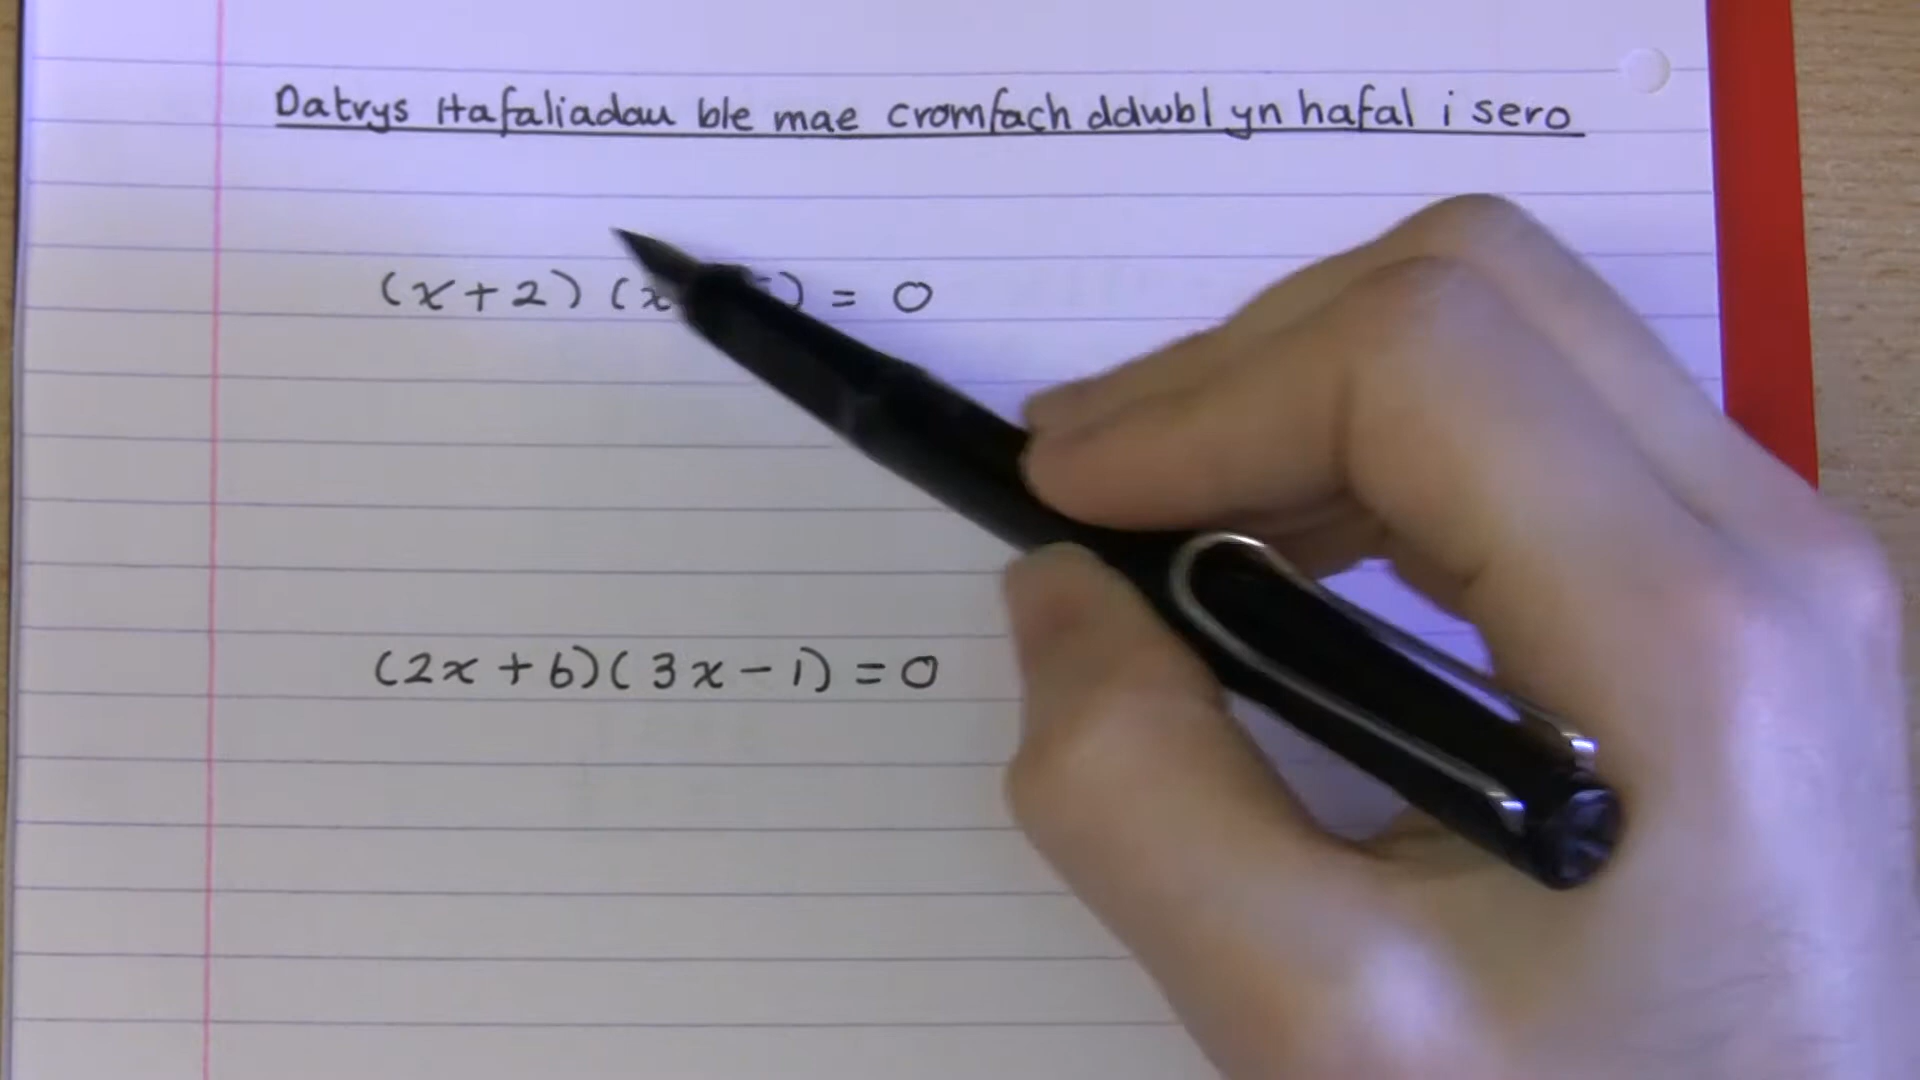 Datrys Hafaliadau ble mae cromfach ddwbl yn hafal i sero
(x+2) (x ) = 0
(2x + 6)(3x - 1) = 0